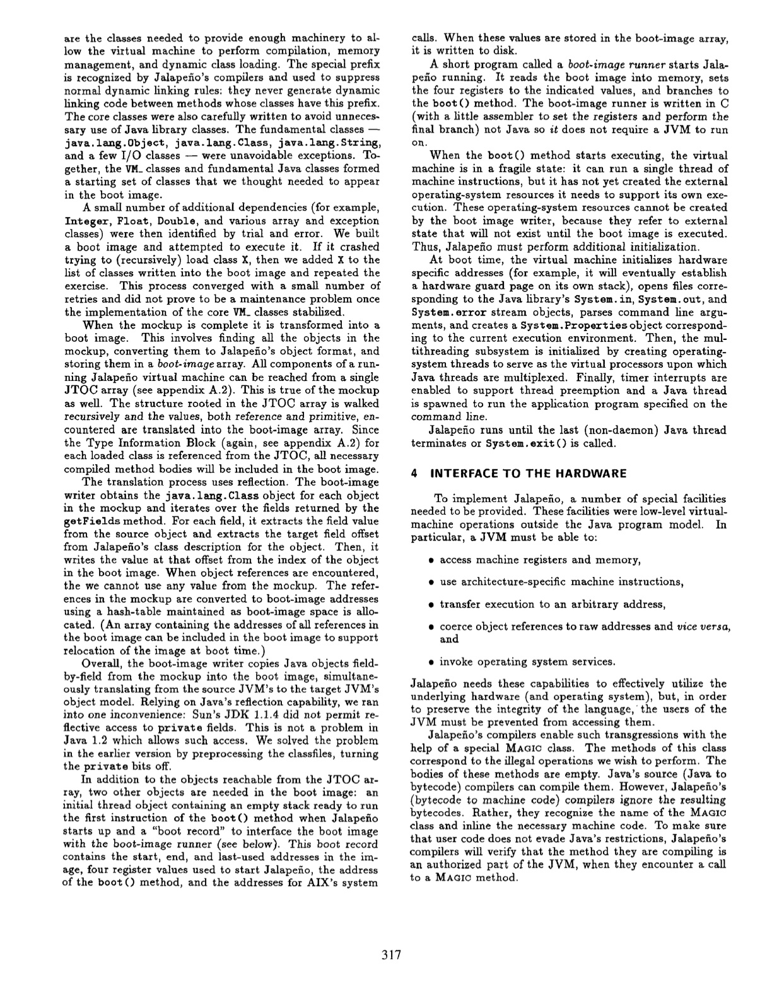 are the classes needed to provide enough machinery to al-
low the virtual machine to perform compilation, memory
management, and dynamic class loading. The special prefix
is recognized by Jalapeño's compilers and used to suppress
normal dynamic linking rules: they never generate dynamic
linking code between methods whose classes have this prefix.
The core classes were also carefully written to avoid unneces-
sary use of Java library classes. The fundamental classes —
java.lang.Object, java.lang.Class, java.lang.String,
and a few I/O classes — were unavoidable exceptions. To-
gether, the VM_ classes and fundamental Java classes formed
a starting set of classes that we thought needed to appear
in the boot image.
A small number of additional dependencies (for example,
Integer, Float, Double, and various array and exception
classes) were then identified by trial and error. We built
a boot image and attempted to execute it. If it crashed
trying to (recursively) load class X, then we added X to the
list of classes written into the boot image and repeated the
exercise. This process converged with a small number of
retries and did not prove to be a maintenance problem once
the implementation of the core VM_ classes stabilized.
When the mockup is complete it is transformed into a
boot image. This involves finding all the objects in the
mockup, converting them to Jalapeño's object format, and
storing them in a boot-image array. All components of a run-
ning Jalapeño virtual machine can be reached from a single
JTOC array (see appendix A.2). This is true of the mockup
as well. The structure rooted in the JTOC array is walked
recursively and the values, both reference and primitive, en-
countered are translated into the boot-image array. Since
the Type Information Block (again, see appendix A.2) for
each loaded class is referenced from the JTOC, all necessary
compiled method bodies will be included in the boot image.
The translation process uses reflection. The boot-image
writer obtains the java.lang.Class object for each object
in the mockup and iterates over the fields returned by the
getFields method. For each field, it extracts the field value
from the source object and extracts the target field offset
from Jalapeño's class description for the object. Then, it
writes the value at that offset from the index of the object
in the boot image. When object references are encountered,
the we cannot use any value from the mockup. The refer-
ences in the mockup are converted to boot-image addresses
using a hash-table maintained as boot-image space is allo-
cated. (An array containing the addresses of all references in
the boot image can be included in the boot image to support
relocation of the image at boot time.)
Overall, the boot-image writer copies Java objects field-
by-field from the mockup into the boot image, simultane-
ously translating from the source JVM's to the target JVM's
object model. Relying on Java's reflection capability, we ran
into one inconvenience: Sun's JDK 1.1.4 did not permit re-
flective access to private fields. This is not a problem in
Java 1.2 which allows such access. We solved the problem
in the earlier version by preprocessing the classfiles, turning
the private bits off.
In addition to the objects reachable from the JTOC ar-
ray, two other objects are needed in the boot image: an
initial thread object containing an empty stack ready to run
the first instruction of the boot() method when Jalapeño
starts up and a "boot record" to interface the boot image
with the boot-image runner (see below). This boot record
contains the start, end, and last-used addresses in the im-
age, four register values used to start Jalapeño, the address
of the boot() method, and the addresses for AIX's system
calls. When these values are stored in the boot-image array,
it is written to disk.
A short program called a boot-image runner starts Jala-
peño running. It reads the boot image into memory, sets
the four registers to the indicated values, and branches to
the boot() method. The boot-image runner is written in C
(with a little assembler to set the registers and perform the
final branch) not Java so it does not require a JVM to run
on.
When the boot() method starts executing, the virtual
machine is in a fragile state: it can run a single thread of
machine instructions, but it has not yet created the external
operating-system resources it needs to support its own exe-
cution. These operating-system resources cannot be created
by the boot image writer, because they refer to external
state that will not exist until the boot image is executed.
Thus, Jalapeño must perform additional initialization.
At boot time, the virtual machine initializes hardware
specific addresses (for example, it will eventually establish
a hardware guard page on its own stack), opens files corre-
sponding to the Java library's System.in, System.out, and
System.error stream objects, parses command line argu-
ments, and creates a System.Properties object correspond-
ing to the current execution environment. Then, the mul-
tithreading subsystem is initialized by creating operating-
system threads to serve as the virtual processors upon which
Java threads are multiplexed. Finally, timer interrupts are
enabled to support thread preemption and a Java thread
is spawned to run the application program specified on the
command line.
Jalapeño runs until the last (non-daemon) Java thread
terminates or System.exit() is called.
4 INTERFACE TO THE HARDWARE
To implement Jalapeño, a number of special facilities
needed to be provided. These facilities were low-level virtual-
machine operations outside the Java program model. In
particular, a JVM must be able to:
• access machine registers and memory,
• use architecture-specific machine instructions,
• transfer execution to an arbitrary address,
• coerce object references to raw addresses and vice versa,
and
• invoke operating system services.
Jalapeño needs these capabilities to effectively utilize the
underlying hardware (and operating system), but, in order
to preserve the integrity of the language, the users of the
JVM must be prevented from accessing them.
Jalapeño's compilers enable such transgressions with the
help of a special MAGIC class. The methods of this class
correspond to the illegal operations we wish to perform. The
bodies of these methods are empty. Java's source (Java to
bytecode) compilers can compile them. However, Jalapeño's
(bytecode to machine code) compilers ignore the resulting
bytecodes. Rather, they recognize the name of the MAGIC
class and inline the necessary machine code. To make sure
that user code does not evade Java's restrictions, Jalapeño's
compilers will verify that the method they are compiling is
an authorized part of the JVM, when they encounter a call
to a MAGIC method.
317